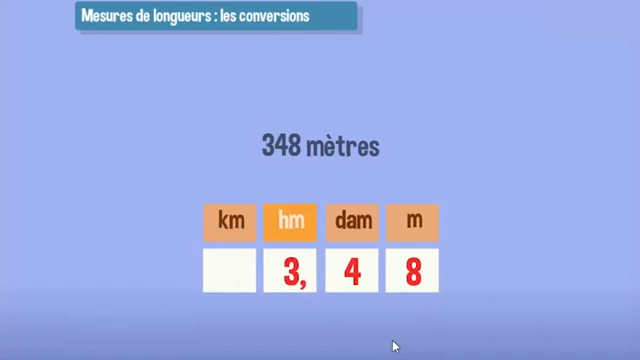 Mesures de longueurs : les conversions
348 mètres
km hm dam m
3, 4 8